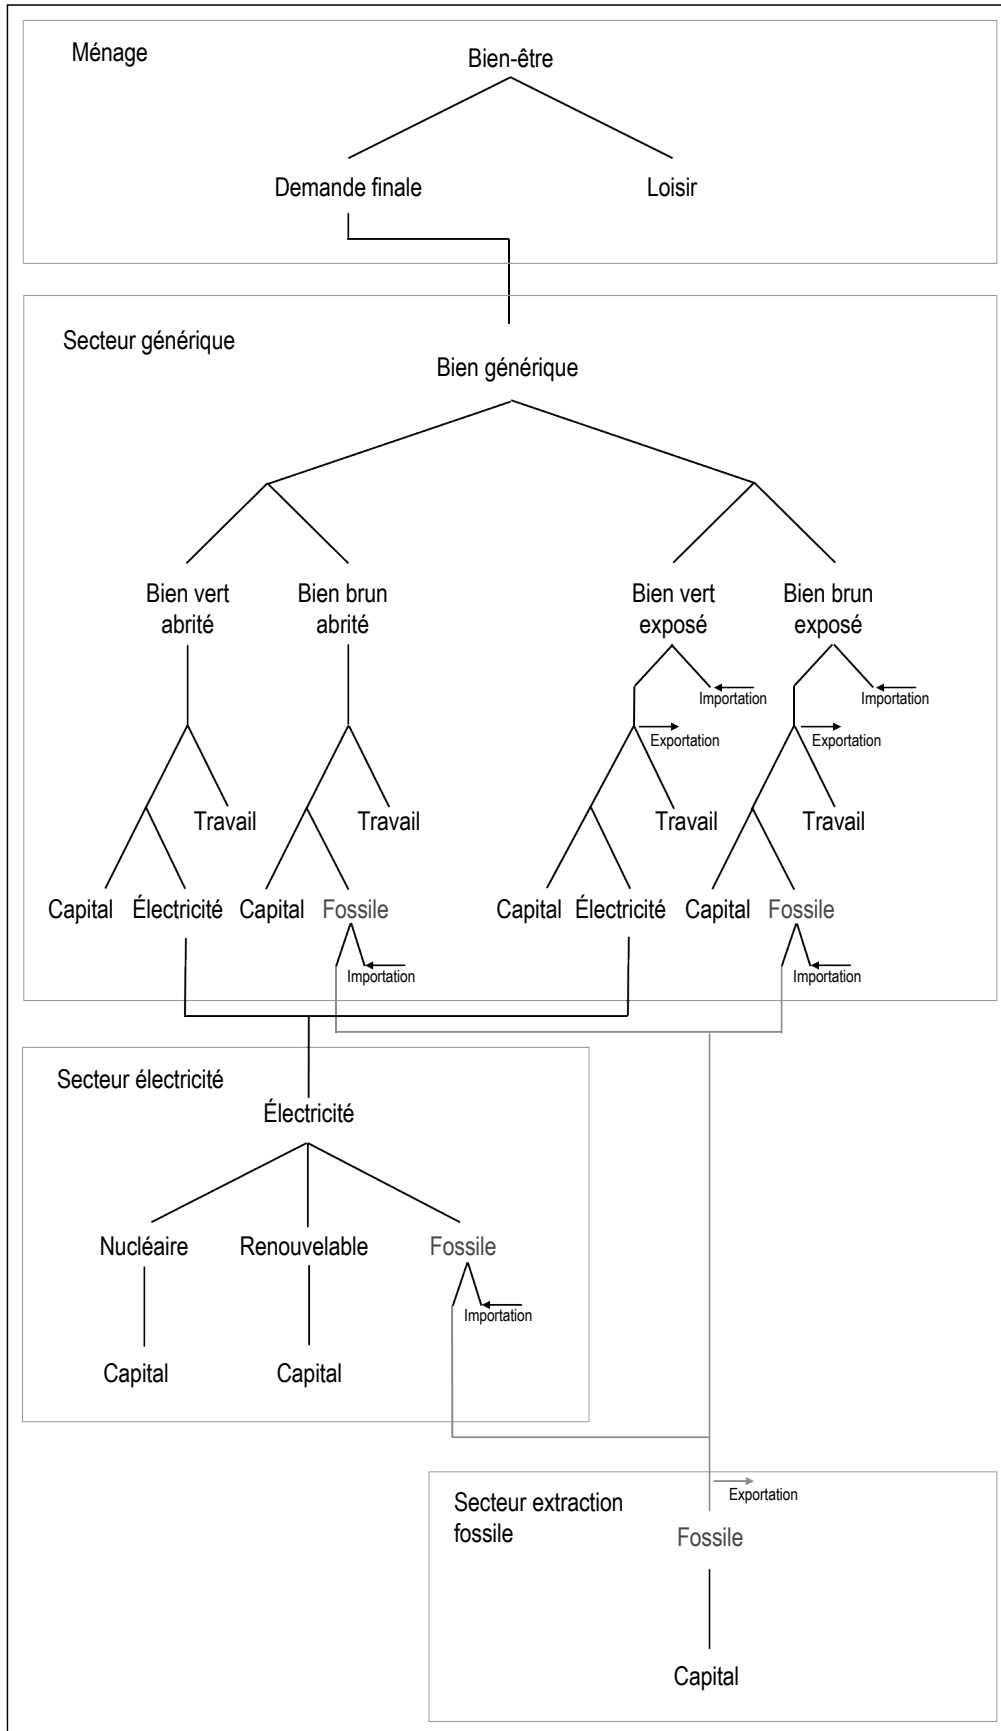 Ménage
Bien-être
Demande finale
Loisir
Secteur générique
Bien générique
Bien vert
abrité
Bien brun
abrité
Bien vert
exposé
Bien brun
exposé
Importation
Importation
Exportation
Exportation
Travail
Travail
Travail
Travail
Capital
Électricité
Capital
Fossile
Capital
Électricité
Capital
Fossile
Importation
Importation
Secteur électricité
Électricité
Nucléaire
Renouvelable
Fossile
Importation
Capital
Capital
Exportation
Secteur extraction
fossile
Fossile
Capital